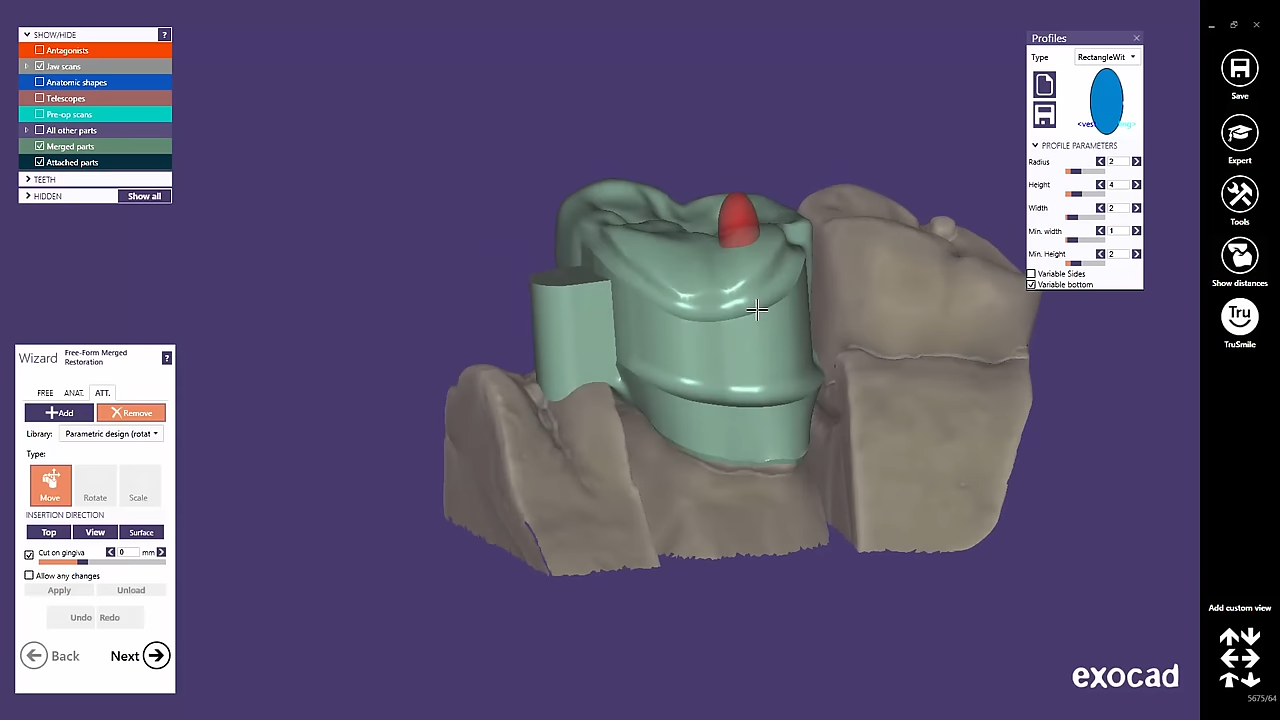 SHOW/HIDE ?
Antagonists
Jaw scans
Anatomic shapes
Telescopes
Pre-op scans
All other parts
Merged parts
Attached parts
TEETH
HIDDEN Show all
Wizard Free-Form Merged Restoration ?
FREE ANAT. ATT.
Add Remove
Library: Parametric design (rotat
Type:
Move Rotate Scale
INSERTION DIRECTION
Top View Surface
Cut on gingiva 0 mm
Allow any changes
Apply Unload
Undo Redo
Back Next
Profiles
Type RectangleWit
<ves
PROFILE PARAMETERS
Radius 2
Height 4
Width 2
Min. width 1
Min. Height 2
Variable Sides
Variable bottom
Save
Expert
Tools
Show distances
Tru
TruSmile
Add custom view
5675/64
exocad